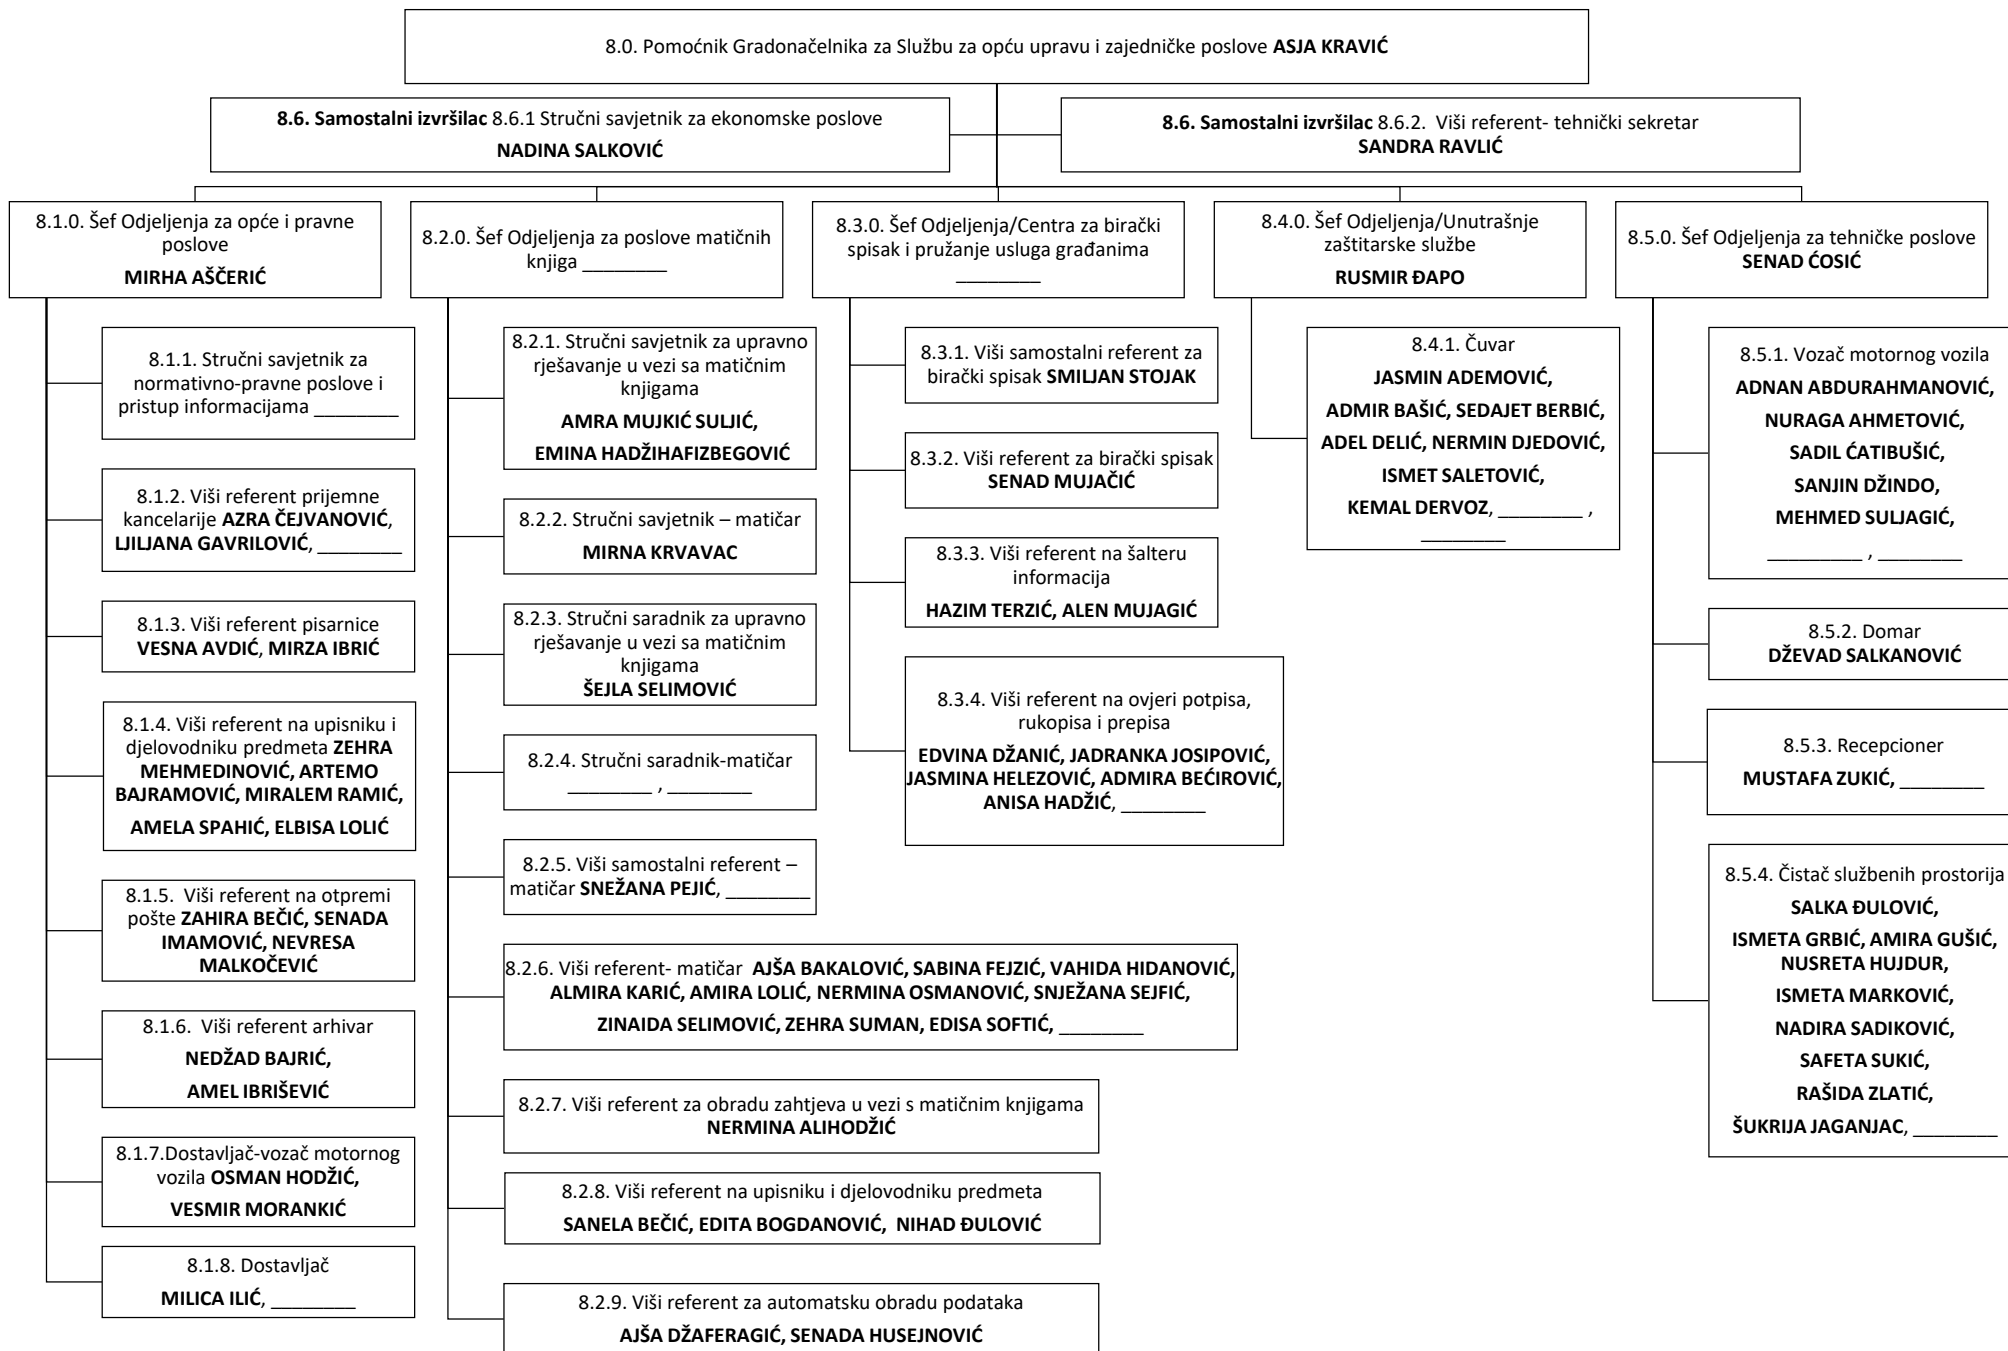 8.0. Pomoćnik Gradonačelnika za Službu za opću upravu i zajedničke poslove ASJA KRAVIĆ
8.6. Samostalni izvršilac 8.6.1 Stručni savjetnik za ekonomske poslove
NADINA SALKOVIĆ
8.6. Samostalni izvršilac 8.6.2. Viši referent- tehnički sekretar
SANDRA RAVLIĆ
8.1.0. Šef Odjeljenja za opće i pravne
poslove
MIRHA AŠČERIĆ
8.1.1. Stručni savjetnik za
normativno-pravne poslove i
pristup informacijama ________
8.1.2. Viši referent prijemne
kancelarije AZRA ČEJVANOVIĆ,
LJILJANA GAVRILOVIĆ, ________
8.1.3. Viši referent pisarnice
VESNA AVDIĆ, MIRZA IBRIĆ
8.1.4. Viši referent na upisniku i
djelovodniku predmeta ZEHRA
MEHMEDINOVIĆ, ARTEMO
BAJRAMOVIĆ, MIRALEM RAMIĆ,
AMELA SPAHIĆ, ELBISA LOLIĆ
8.1.5. Viši referent na otpremi
pošte ZAHIRA BEČIĆ, SENADA
IMAMOVIĆ, NEVRESA
MALKOČEVIĆ
8.1.6. Viši referent arhivar
NEDŽAD BAJRIĆ,
AMEL IBRIŠEVIĆ
8.1.7.Dostavljač-vozač motornog
vozila OSMAN HODŽIĆ,
VESMIR MORANKIĆ
8.1.8. Dostavljač
MILICA ILIĆ, ________
8.2.0. Šef Odjeljenja za poslove matičnih
knjiga ________
8.2.1. Stručni savjetnik za upravno
rješavanje u vezi sa matičnim
knjigama
AMRA MUJKIĆ SULJIĆ,
EMINA HADŽIHAFIZBEGOVIĆ
8.2.2. Stručni savjetnik – matičar
MIRNA KRVAVAC
8.2.3. Stručni saradnik za upravno
rješavanje u vezi sa matičnim
knjigama
ŠEJLA SELIMOVIĆ
8.2.4. Stručni saradnik-matičar
________ , ________
8.2.5. Viši samostalni referent –
matičar SNEŽANA PEJIĆ, ________
8.2.6. Viši referent- matičar AJŠA BAKALOVIĆ, SABINA FEJZIĆ, VAHIDA HIDANOVIĆ,
ALMIRA KARIĆ, AMIRA LOLIĆ, NERMINA OSMANOVIĆ, SNJEŽANA SEJFIĆ,
ZINAIDA SELIMOVIĆ, ZEHRA SUMAN, EDISA SOFTIĆ, ________
8.2.7. Viši referent za obradu zahtjeva u vezi s matičnim knjigama
NERMINA ALIHODŽIĆ
8.2.8. Viši referent na upisniku i djelovodniku predmeta
SANELA BEČIĆ, EDITA BOGDANOVIĆ, NIHAD ĐULOVIĆ
8.2.9. Viši referent za automatsku obradu podataka
AJŠA DŽAFERAGIĆ, SENADA HUSEJNOVIĆ
8.3.0. Šef Odjeljenja/Centra za birački
spisak i pružanje usluga građanima
________
8.3.1. Viši samostalni referent za
birački spisak SMILJAN STOJAK
8.3.2. Viši referent za birački spisak
SENAD MUJAČIĆ
8.3.3. Viši referent na šalteru
informacija
HAZIM TERZIĆ, ALEN MUJAGIĆ
8.3.4. Viši referent na ovjeri potpisa,
rukopisa i prepisa
EDVINA DŽANIĆ, JADRANKA JOSIPOVIĆ,
JASMINA HELEZOVIĆ, ADMIRA BEĆIROVIĆ,
ANISA HADŽIĆ, ________
8.4.0. Šef Odjeljenja/Unutrašnje
zaštitarske službe
RUSMIR ĐAPO
8.4.1. Čuvar
JASMIN ADEMOVIĆ,
ADMIR BAŠIĆ, SEDAJET BERBIĆ,
ADEL DELIĆ, NERMIN DJEDOVIĆ,
ISMET SALETOVIĆ,
KEMAL DERVOZ, ________ ,
________
8.5.0. Šef Odjeljenja za tehničke poslove
SENAD ĆOSIĆ
8.5.1. Vozač motornog vozila
ADNAN ABDURAHMANOVIĆ,
NURAGA AHMETOVIĆ,
SADIL ĆATIBUŠIĆ,
SANJIN DŽINDO,
MEHMED SULJAGIĆ,
_________ , ________
8.5.2. Domar
DŽEVAD SALKANOVIĆ
8.5.3. Recepcioner
MUSTAFA ZUKIĆ, ________
8.5.4. Čistač službenih prostorija
SALKA ĐULOVIĆ,
ISMETA GRBIĆ, AMIRA GUŠIĆ,
NUSRETA HUJDUR,
ISMETA MARKOVIĆ,
NADIRA SADIKOVIĆ,
SAFETA SUKIĆ,
RAŠIDA ZLATIĆ,
ŠUKRIJA JAGANJAC, ________